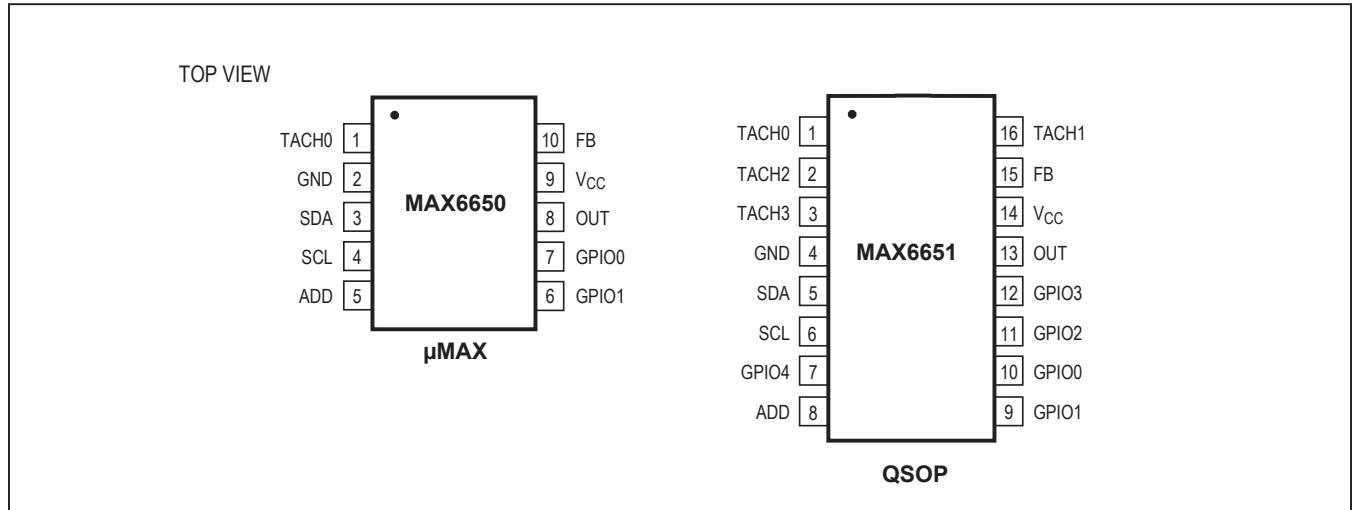 TOP VIEW
TACH0 1
GND 2
SDA 3
SCL 4
ADD 5
MAX6650
10 FB
9 VCC
8 OUT
7 GPIO0
6 GPIO1
µMAX
TACH0 1
TACH2 2
TACH3 3
GND 4
SDA 5
SCL 6
GPIO4 7
ADD 8
MAX6651
16 TACH1
15 FB
14 VCC
13 OUT
12 GPIO3
11 GPIO2
10 GPIO0
9 GPIO1
QSOP